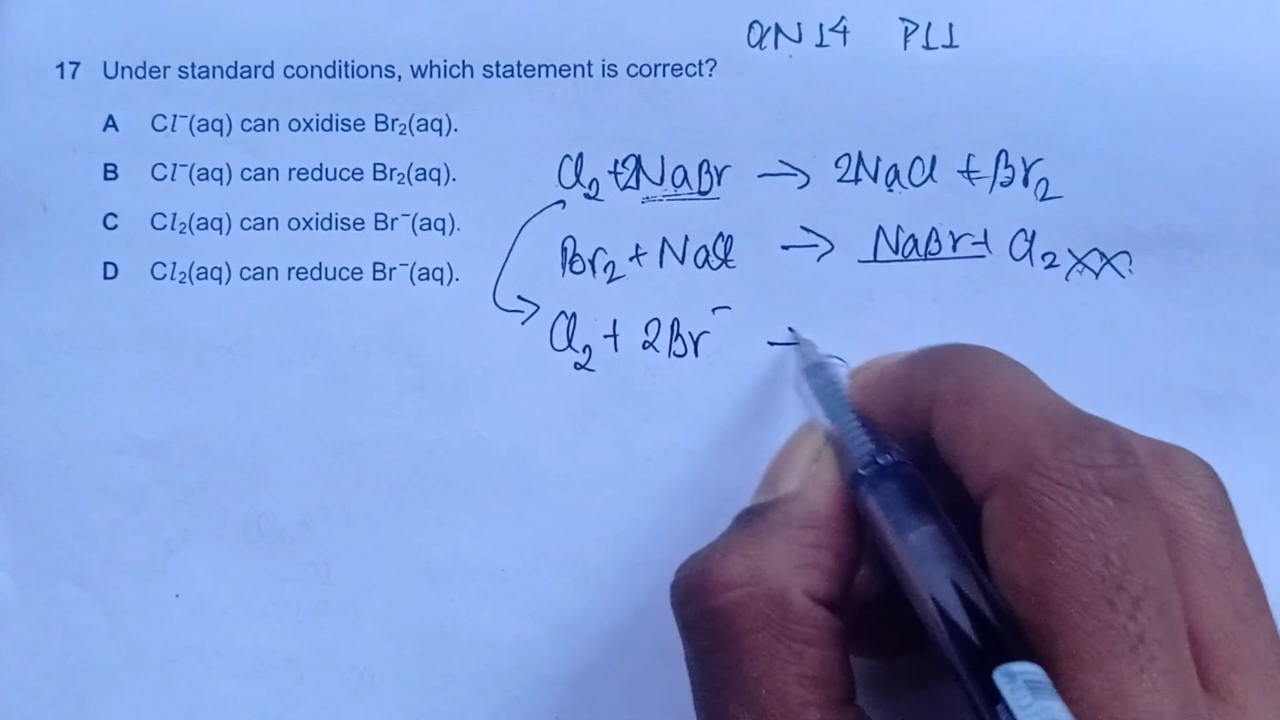 ON 14 P11
17 Under standard conditions, which statement is correct?
A Cl⁻(aq) can oxidise Br₂(aq).
B Cl⁻(aq) can reduce Br₂(aq).
C Cl₂(aq) can oxidise Br⁻(aq).
D Cl₂(aq) can reduce Br⁻(aq).
Cl₂ + 2NaBr → 2NaCl + Br₂
Br₂ + NaCl → NaBr + Cl₂ XX
Cl₂ + 2Br⁻ →